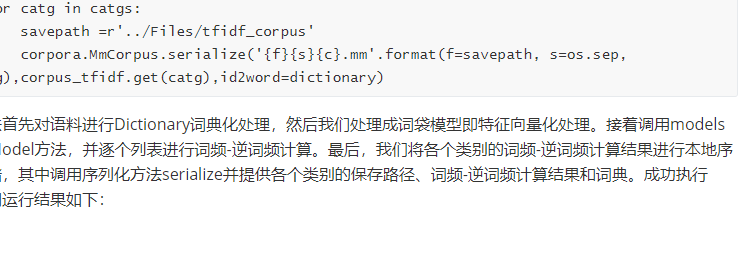 or catg in catgs:
savepath =r'../Files/tfidf_corpus'
corpora.MmCorpus.serialize('{f}{s}{c}.mm'.format(f=savepath, s=os.sep,
),corpus_tfidf.get(catg),id2word=dictionary)
首先对语料进行Dictionary词典化处理，然后我们处理成词袋模型即特征向量化处理。接着调用models
Model方法，并逐个列表进行词频-逆词频计算。最后，我们将各个类别的词频-逆词频计算结果进行本地序
，其中调用序列化方法serialize并提供各个类别的保存路径、词频-逆词频计算结果和词典。成功执行
运行结果如下：